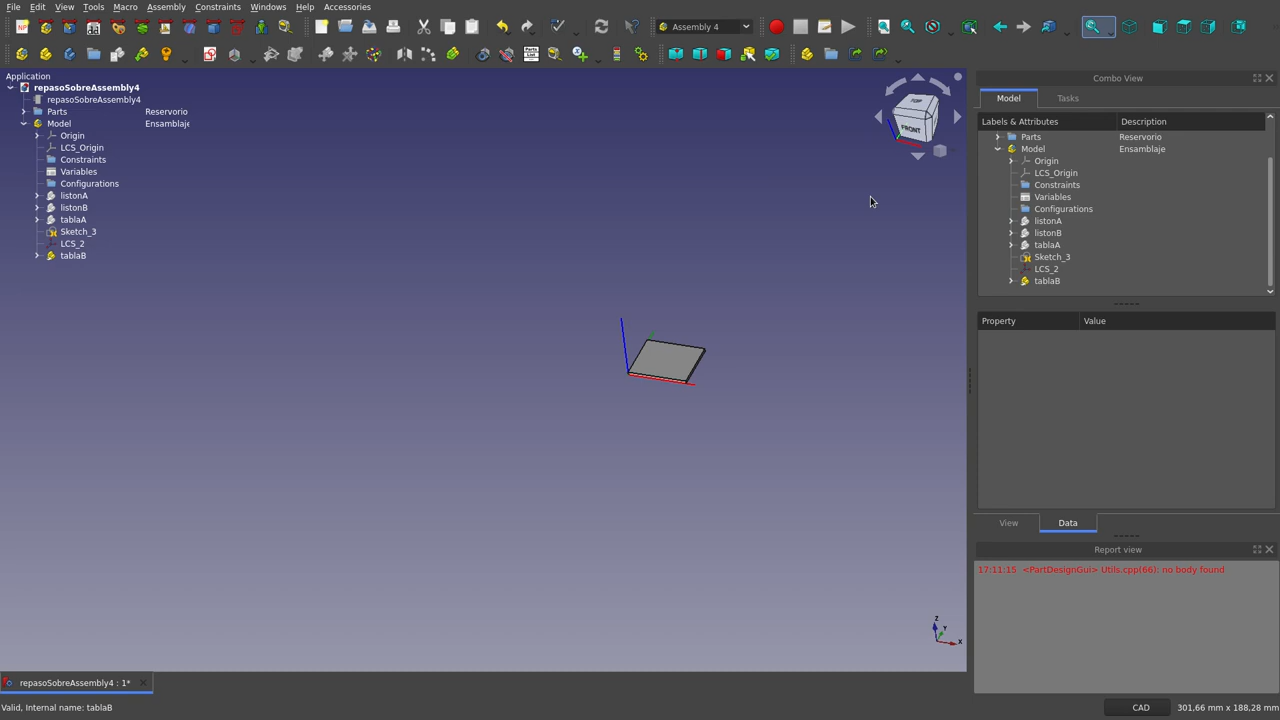 File Edit View Tools Macro Assembly Constraints Windows Help Accessories
Assembly 4
Application
repasoSobreAssembly4
repasoSobreAssembly4
Parts Reservorio
Model Ensamblaje
Origin
LCS_Origin
Constraints
Variables
Configurations
listonA
listonB
tablaA
Sketch_3
LCS_2
tablaB
TOP
FRONT
Z
Y
X
Combo View
Model Tasks
Labels & Attributes Description
Parts Reservorio
Model Ensamblaje
Origin
LCS_Origin
Constraints
Variables
Configurations
listonA
listonB
tablaA
Sketch_3
LCS_2
tablaB
Property Value
View Data
Report view
17:11:15 <PartDesignGui> Utils.cpp(66): no body found
repasoSobreAssembly4 : 1*
Valid, Internal name: tablaB
CAD 301,66 mm x 188,28 mm